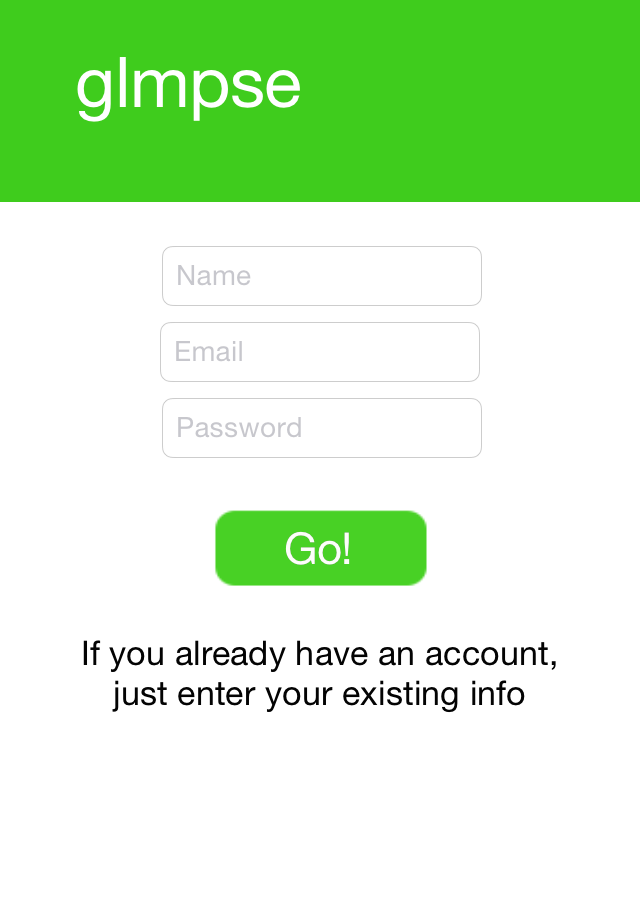 glmpse
Name
Email
Password
Go!
If you already have an account,
just enter your existing info